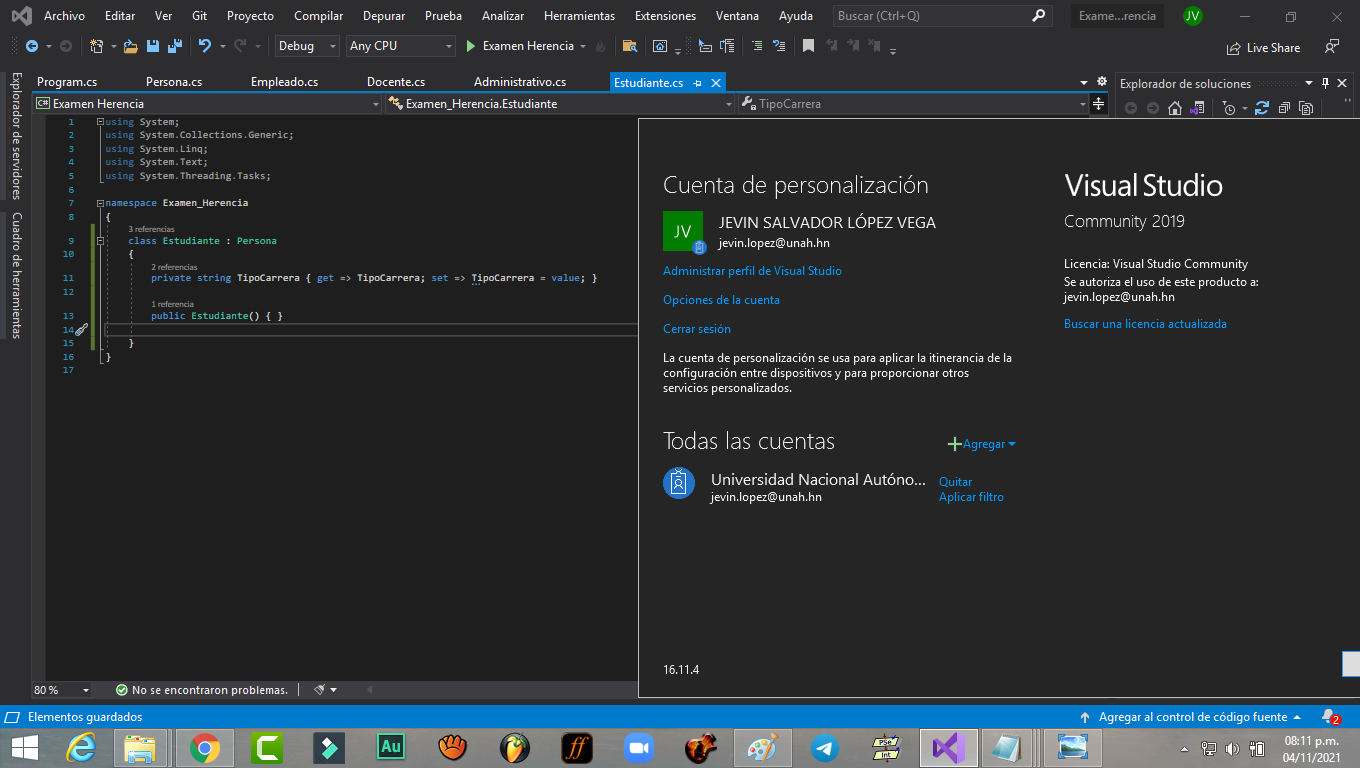 Archivo Editar Ver Git Proyecto Compilar Depurar Prueba Analizar Herramientas Extensiones Ventana Ayuda Buscar (Ctrl+Q) Exame...rencia JV
Debug Any CPU Examen Herencia Live Share
Program.cs Persona.cs Empleado.cs Docente.cs Administrativo.cs Estudiante.cs Explorador de soluciones
C# Examen Herencia Examen_Herencia.Estudiante TipoCarrera
Explorador de servidores
Cuadro de herramientas
1 using System;
2 using System.Collections.Generic;
3 using System.Linq;
4 using System.Text;
5 using System.Threading.Tasks;
6
7 namespace Examen_Herencia
8 {
3 referencias
9 class Estudiante : Persona
10 {
2 referencias
11 private string TipoCarrera { get => TipoCarrera; set => TipoCarrera = value; }
12
1 referencia
13 public Estudiante() { }
14
15 }
16 }
17
Cuenta de personalización
JV
JEVIN SALVADOR LÓPEZ VEGA
jevin.lopez@unah.hn
Administrar perfil de Visual Studio
Opciones de la cuenta
Cerrar sesión
La cuenta de personalización se usa para aplicar la itinerancia de la
configuración entre dispositivos y para proporcionar otros
servicios personalizados.
Todas las cuentas Agregar
Universidad Nacional Autóno... Quitar
jevin.lopez@unah.hn Aplicar filtro
16.11.4
Visual Studio
Community 2019
Licencia: Visual Studio Community
Se autoriza el uso de este producto a:
jevin.lopez@unah.hn
Buscar una licencia actualizada
80 % No se encontraron problemas.
Elementos guardados Agregar al control de código fuente 2
Au ff PSe Int 08:11 p.m.
04/11/2021